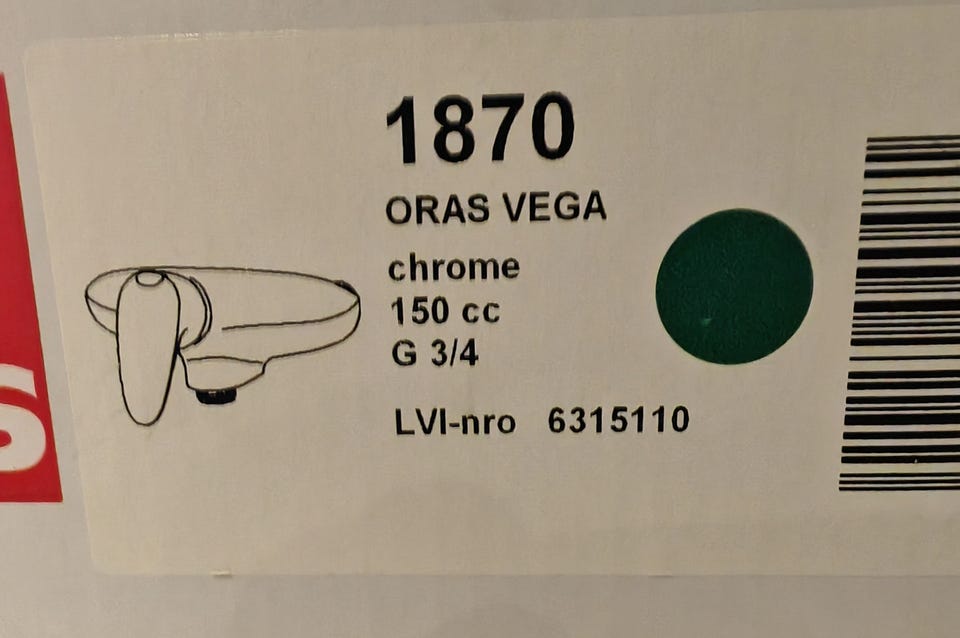 1870
ORAS VEGA
chrome
150 cc
G 3/4
LVI-nro 6315110
S